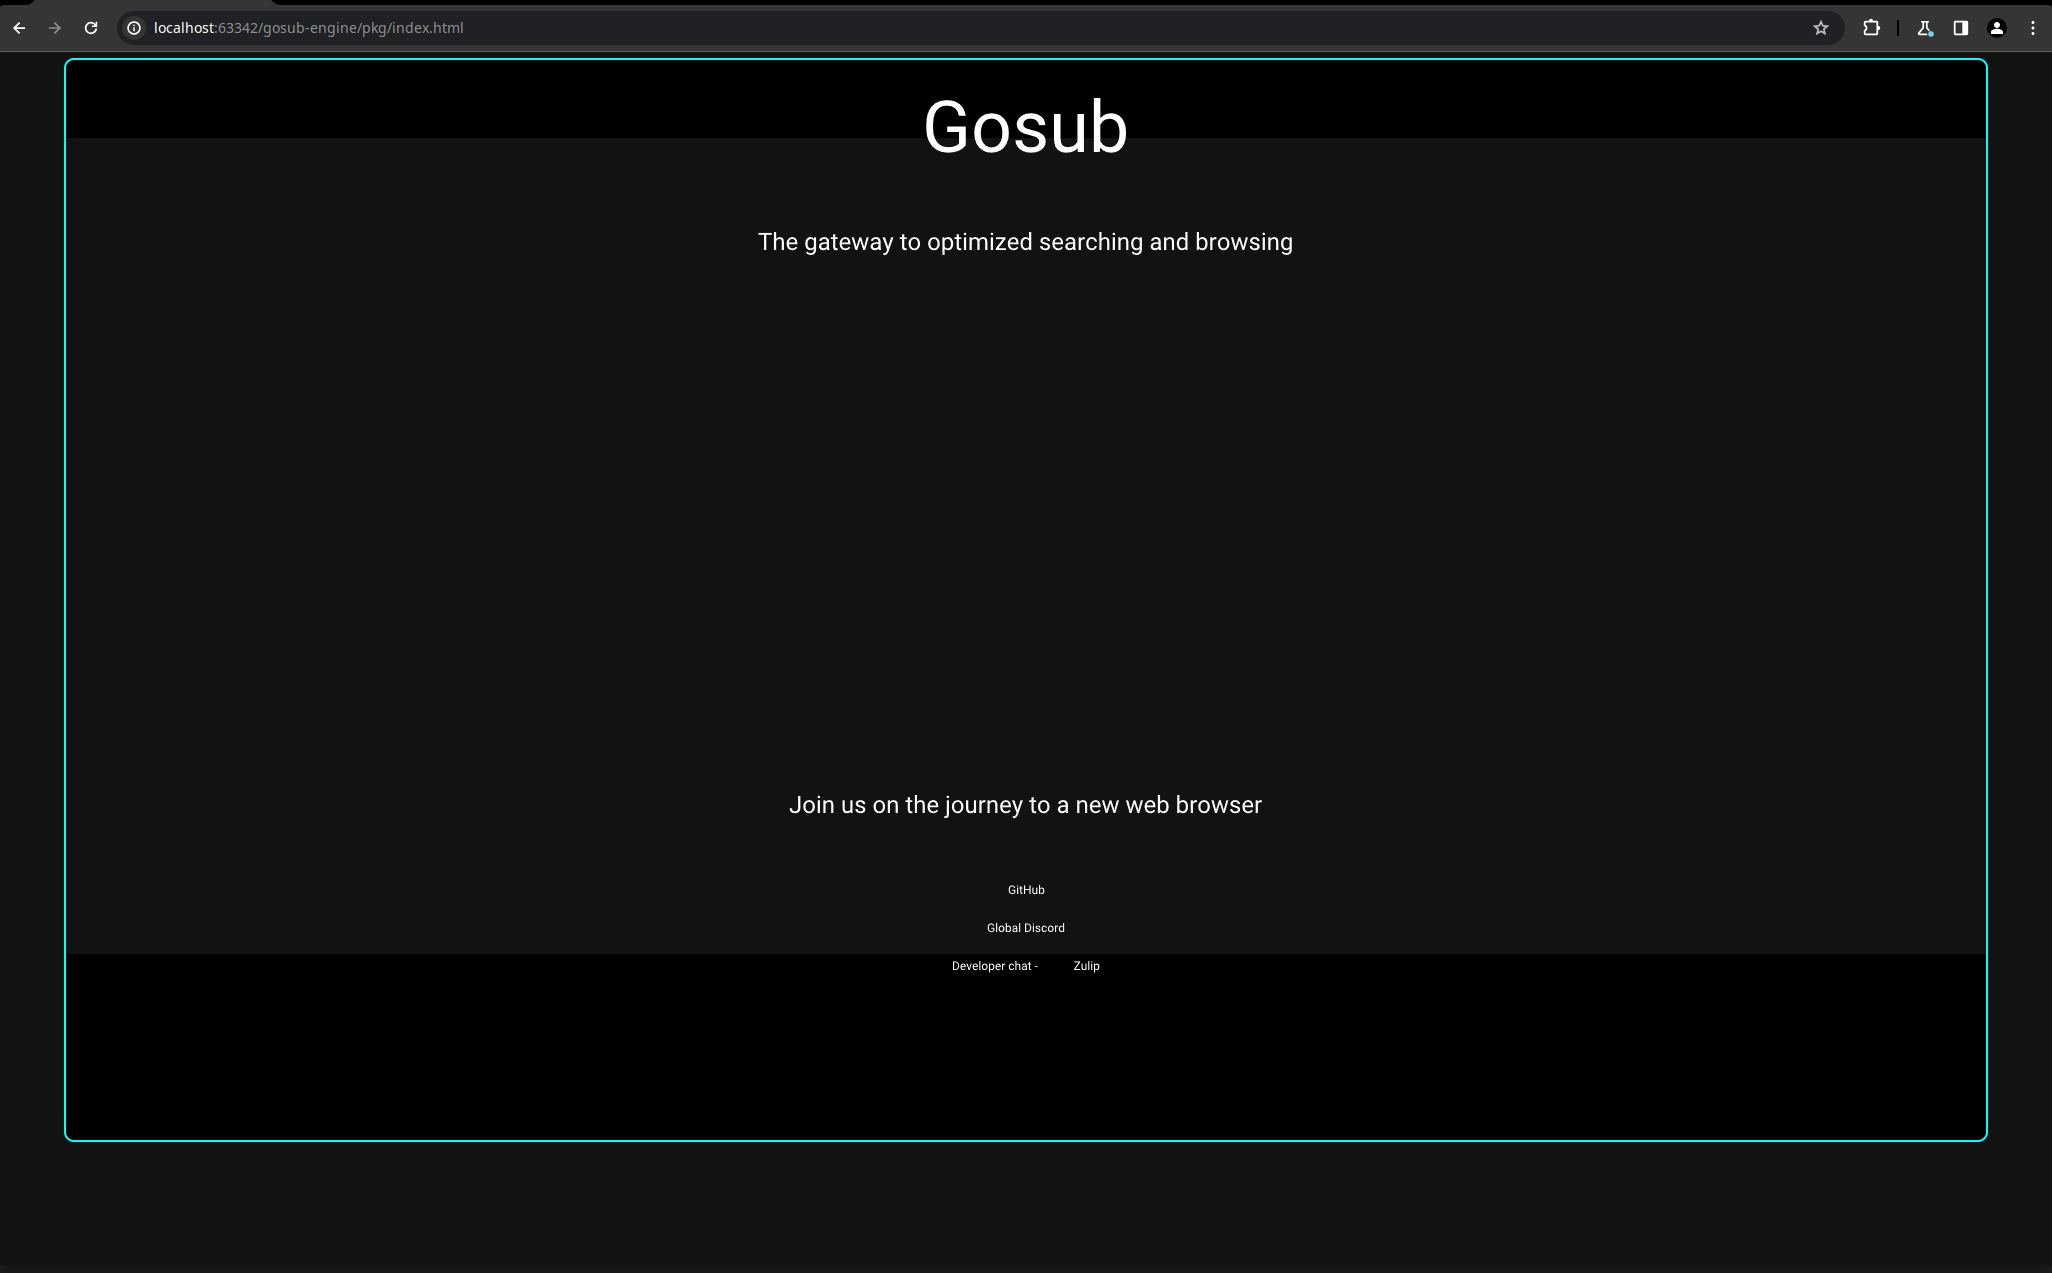 localhost:63342/gosub-engine/pkg/index.html
Gosub
The gateway to optimized searching and browsing
Join us on the journey to a new web browser
GitHub
Global Discord
Developer chat - Zulip